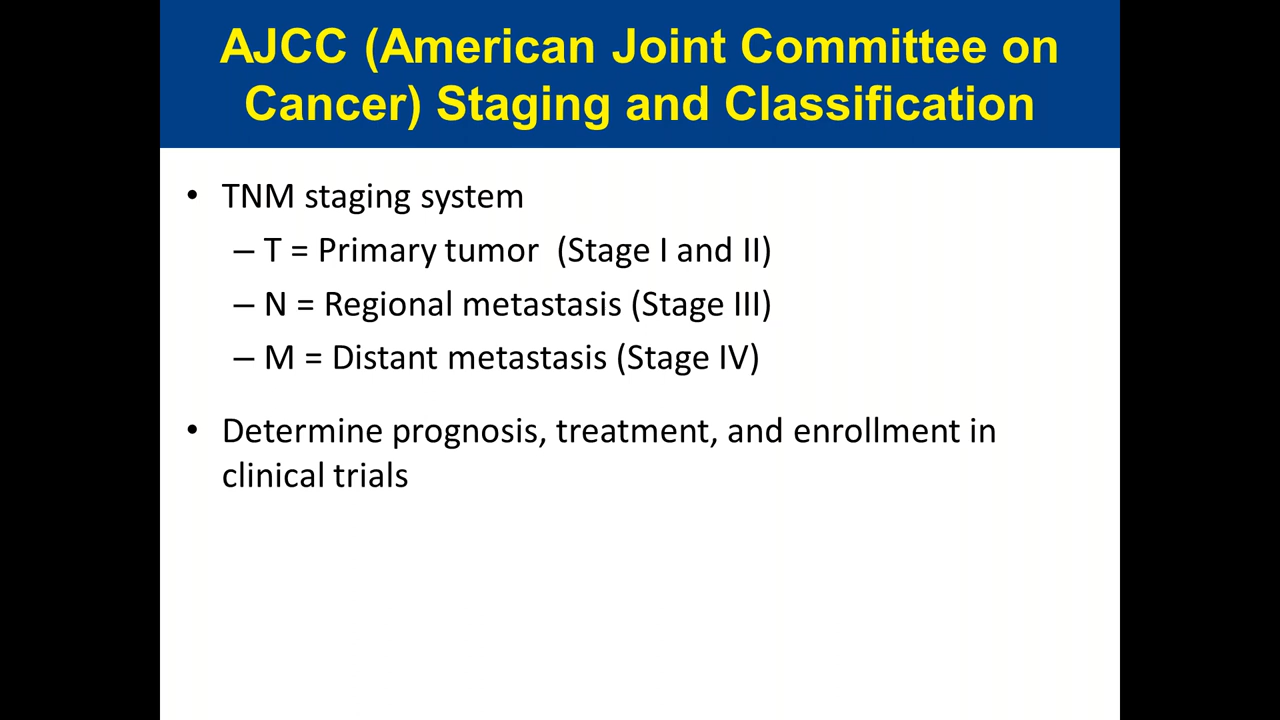 AJCC (American Joint Committee on
Cancer) Staging and Classification
• TNM staging system
– T = Primary tumor  (Stage I and II)
– N = Regional metastasis (Stage III)
– M = Distant metastasis (Stage IV)
• Determine prognosis, treatment, and enrollment in
clinical trials